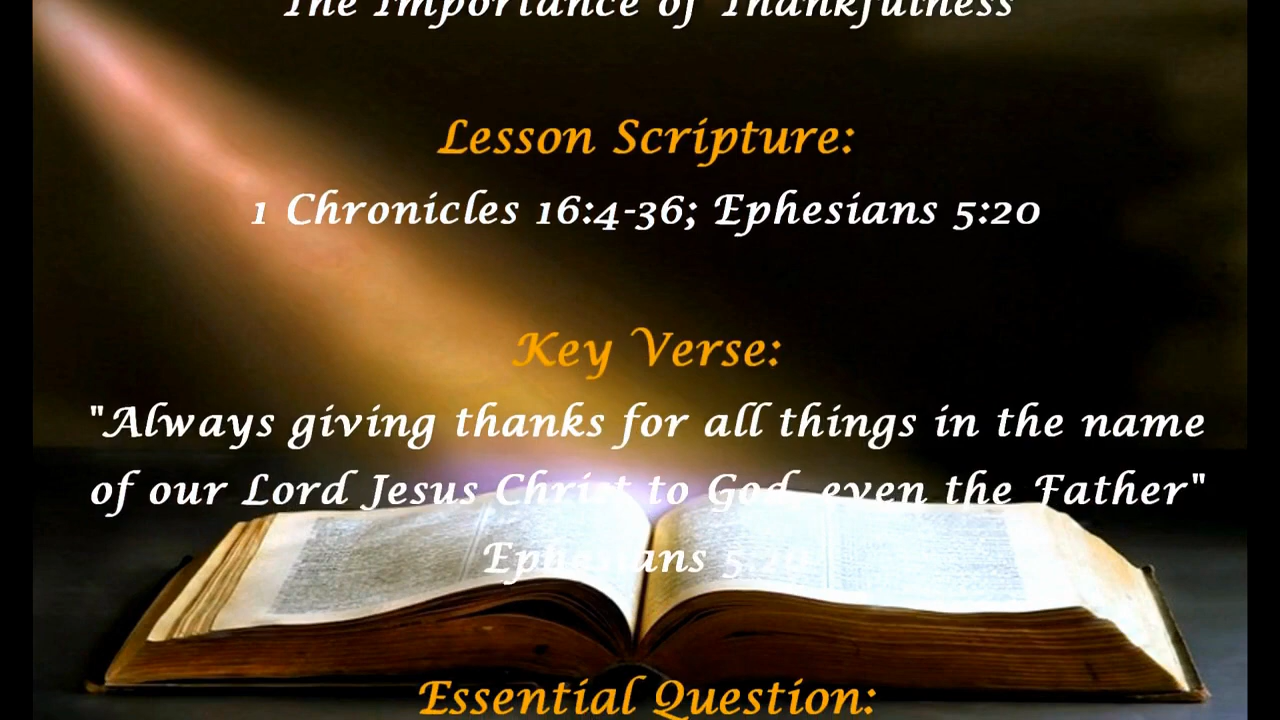 The Importance of Thankfulness
Lesson Scripture:
1 Chronicles 16:4-36; Ephesians 5:20
Key Verse:
"Always giving thanks for all things in the name
of our Lord Jesus Christ to God, even the Father"
Ephesians 5:20
Essential Question: